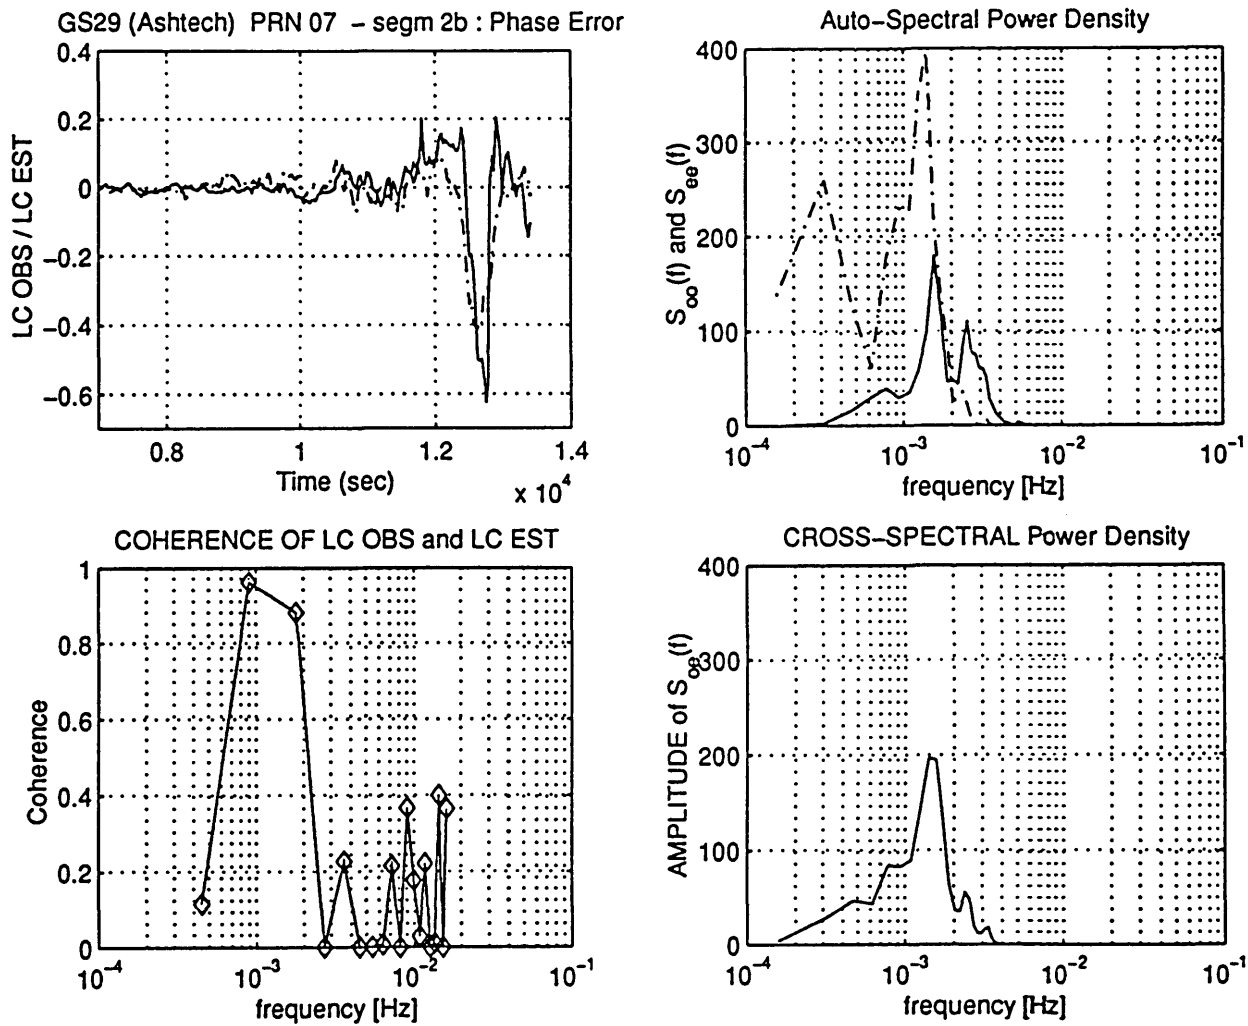 GS29 (Ashtech) PRN 07 – segm 2b : Phase Error
0.4
0.2
0
−0.2
−0.4
−0.6
LC OBS / LC EST
0.8
1
1.2
1.4
Time (sec)
x 10^4
Auto−Spectral Power Density
400
300
200
100
0
S_oo(f) and S_ee(f)
10^-4
10^-3
10^-2
10^-1
frequency [Hz]
COHERENCE OF LC OBS and LC EST
1
0.8
0.6
0.4
0.2
0
Coherence
10^-4
10^-3
10^-2
10^-1
frequency [Hz]
CROSS−SPECTRAL Power Density
400
300
200
100
0
AMPLITUDE of S_oe(f)
10^-4
10^-3
10^-2
10^-1
frequency [Hz]